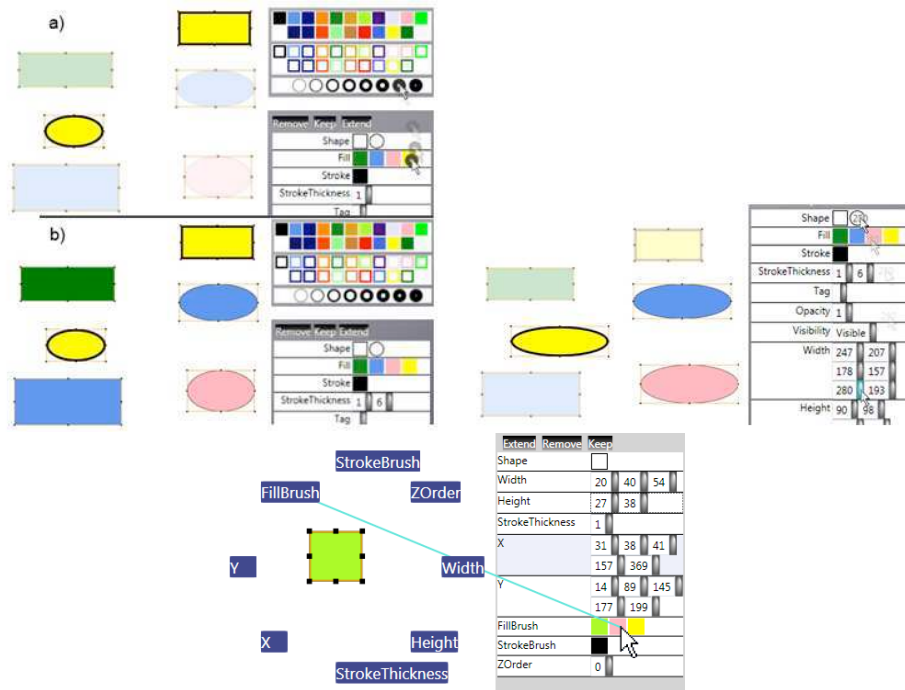 a)
Remove Keep Extend
Shape
Fill
Stroke
StrokeThickness 1
Tag
b)
Remove Keep Extend
Shape
Fill
Stroke
StrokeThickness 1 6
Tag
Shape
Fill
Stroke
StrokeThickness 1 6
Tag
Opacity 1
Visibility Visible
Width 247 207
178 157
280 193
Height 90 98
StrokeBrush
FillBrush
ZOrder
Y
Width
X
Height
StrokeThickness
Extend Remove Keep
Shape
Width 20 40 54
Height 27 38
StrokeThickness 1
X 31 38 41
157 369
Y 14 89 145
177 199
FillBrush
StrokeBrush
ZOrder 0